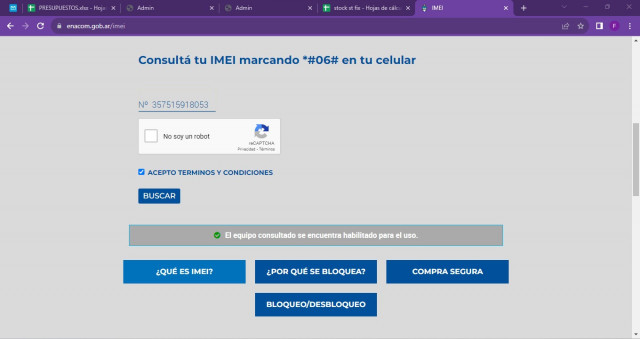 PRESUPUESTOS.xlsx - Hoja
Admin
Admin
stock st fix - Hojas de cálcu
IMEI
enacom.gob.ar/imei
Consultá tu IMEI marcando *#06# en tu celular
Nº 357515918053
No soy un robot
reCAPTCHA
Privacidad - Términos
ACEPTO TERMINOS Y CONDICIONES
BUSCAR
El equipo consultado se encuentra habilitado para el uso.
¿QUÉ ES IMEI?
¿POR QUÉ SE BLOQUEA?
COMPRA SEGURA
BLOQUEO/DESBLOQUEO